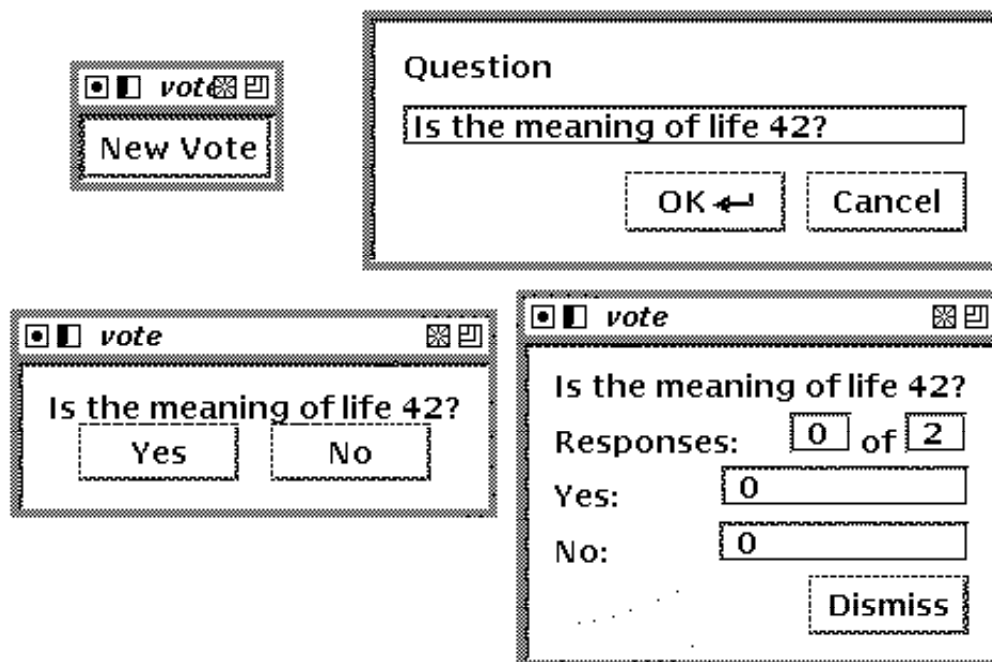 vote
New Vote
Question
Is the meaning of life 42?
OK
Cancel
vote
Is the meaning of life 42?
Yes
No
vote
Is the meaning of life 42?
Responses: 0 of 2
Yes: 0
No: 0
Dismiss